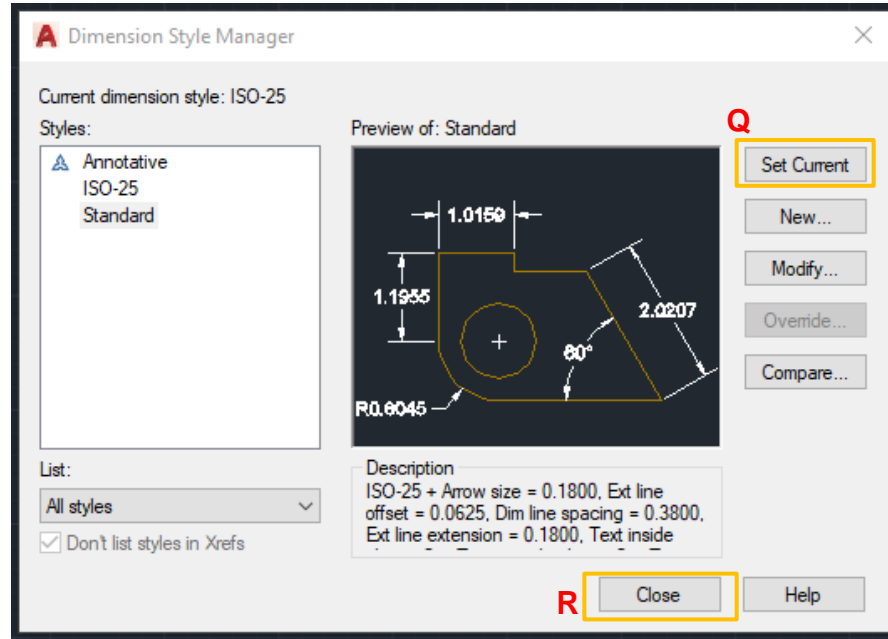 Dimension Style Manager
Current dimension style: ISO-25
Styles:
Preview of: Standard
Q
Annotative
ISO-25
Standard
1.0159
1.1955
2.0207
60°
R0.8045
Set Current
New...
Modify...
Override...
Compare...
List:
All styles
Don't list styles in Xrefs
Description
ISO-25 + Arrow size = 0.1800, Ext line
offset = 0.0625, Dim line spacing = 0.3800,
Ext line extension = 0.1800, Text inside
R
Close
Help